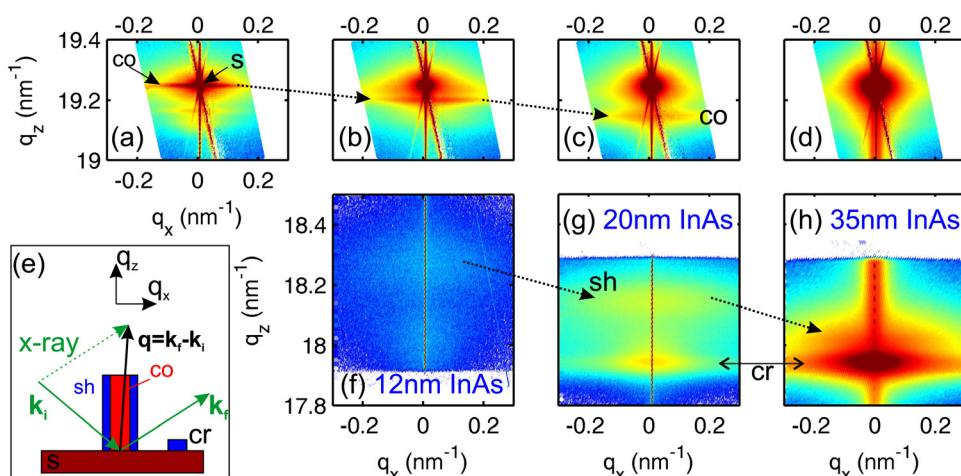 -0.2 0 0.2
-0.2 0 0.2
-0.2 0 0.2
-0.2 0 0.2
19.4
19.2
19
q_z (nm⁻¹)
co
s
(a)
(b)
(c)
co
(d)
-0.2 0 0.2
q_x (nm⁻¹)
(e)
q_z
q_x
x-ray
q=k_f-k_i
sh
co
k_i
k_f
cr
s
18.5
18.2
18
17.8
q_z (nm⁻¹)
(f) 12nm InAs
(g) 20nm InAs
sh
cr
(h) 35nm InAs
-0.2 0 0.2
-0.2 0 0.2
-0.2 0 0.2
q_x (nm⁻¹)
q_x (nm⁻¹)
q_x (nm⁻¹)